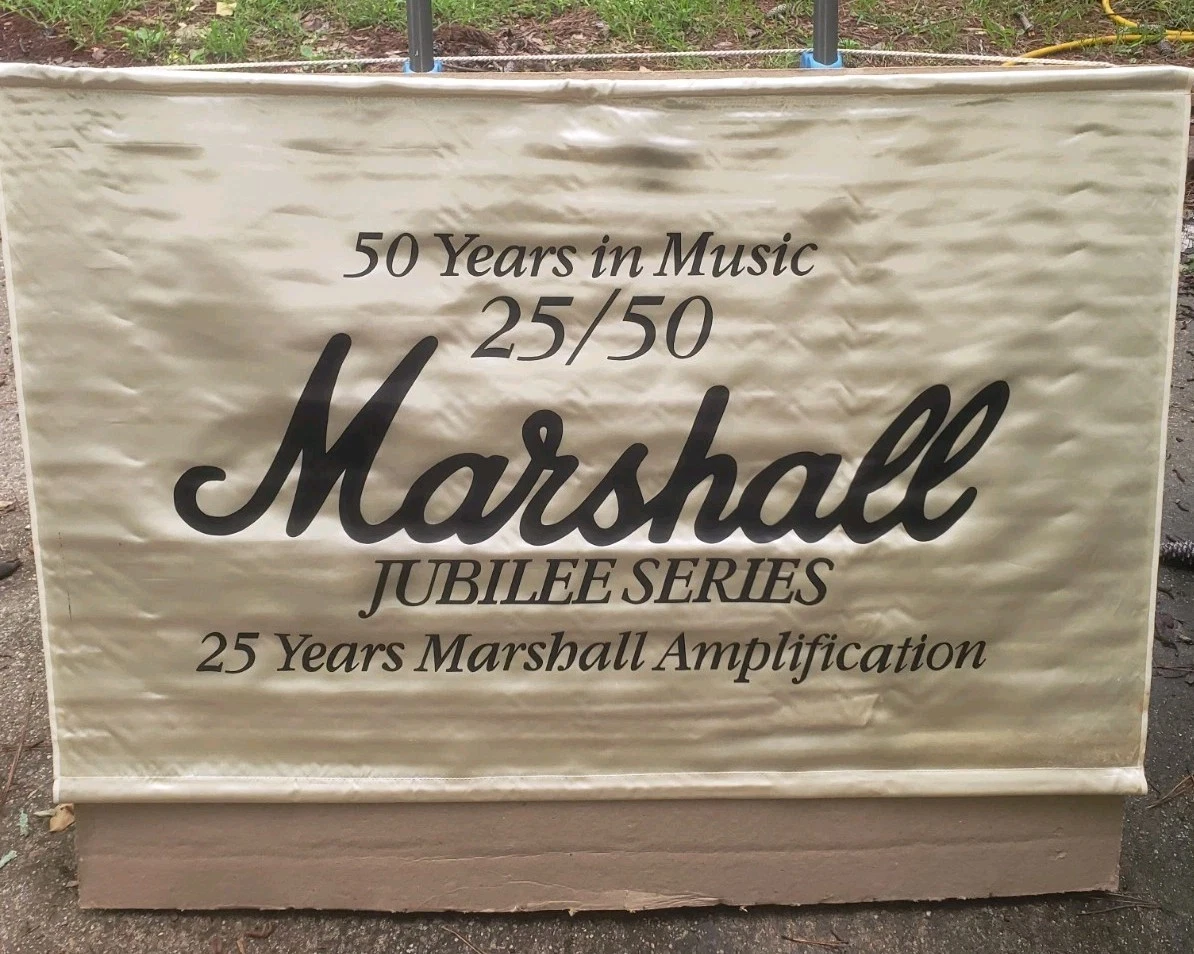 50 Years in Music
25/50
Marshall
JUBILEE SERIES
25 Years Marshall Amplification